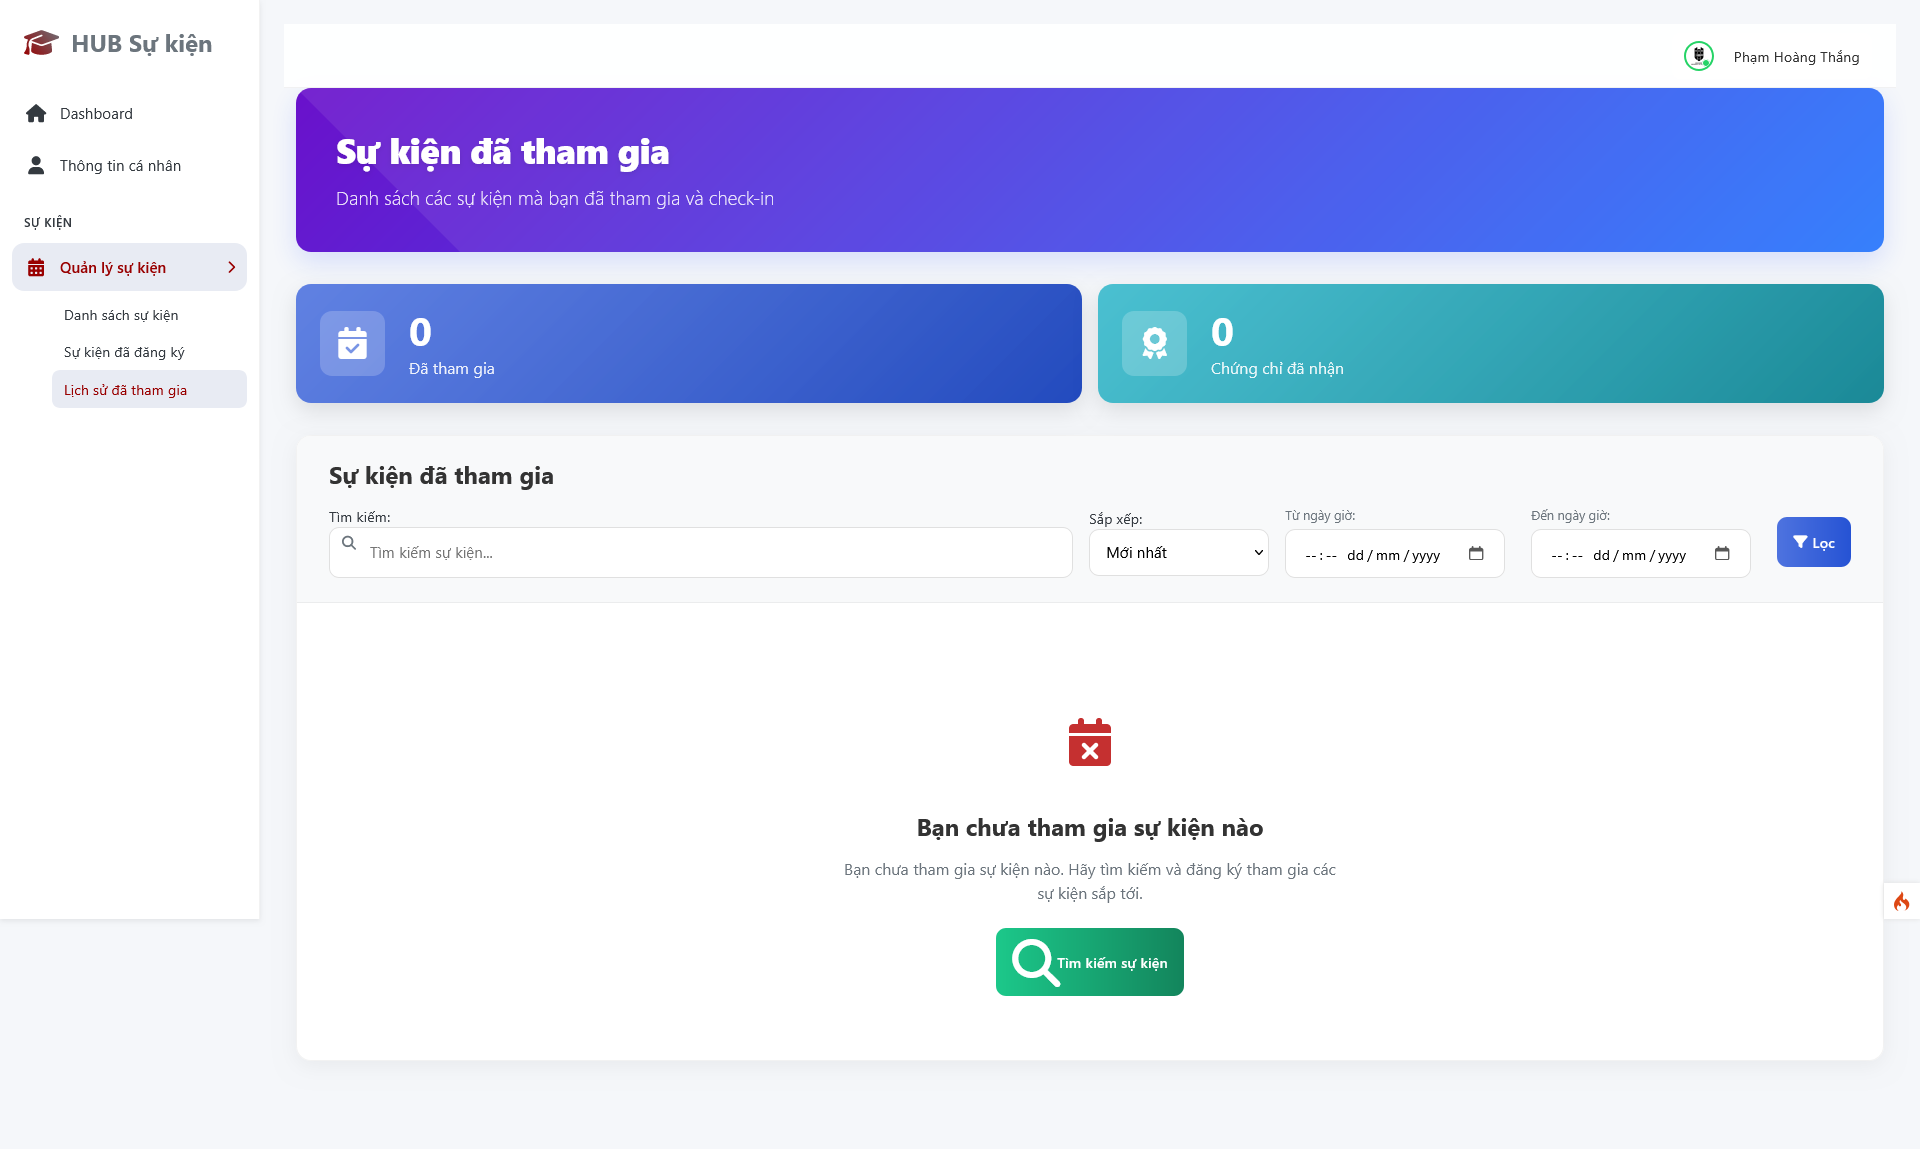 HUB Sự kiện
Phạm Hoàng Thắng
Dashboard
Thông tin cá nhân
SỰ KIỆN
Quản lý sự kiện
Danh sách sự kiện
Sự kiện đã đăng ký
Lịch sử đã tham gia
Sự kiện đã tham gia
Danh sách các sự kiện mà bạn đã tham gia và check-in
0
Đã tham gia
0
Chứng chỉ đã nhận
Sự kiện đã tham gia
Tìm kiếm:
Tìm kiếm sự kiện...
Sắp xếp:
Mới nhất
Từ ngày giờ:
--:-- dd/mm/yyyy
Đến ngày giờ:
--:-- dd/mm/yyyy
Lọc
Bạn chưa tham gia sự kiện nào
Bạn chưa tham gia sự kiện nào. Hãy tìm kiếm và đăng ký tham gia các
sự kiện sắp tới.
Tìm kiếm sự kiện